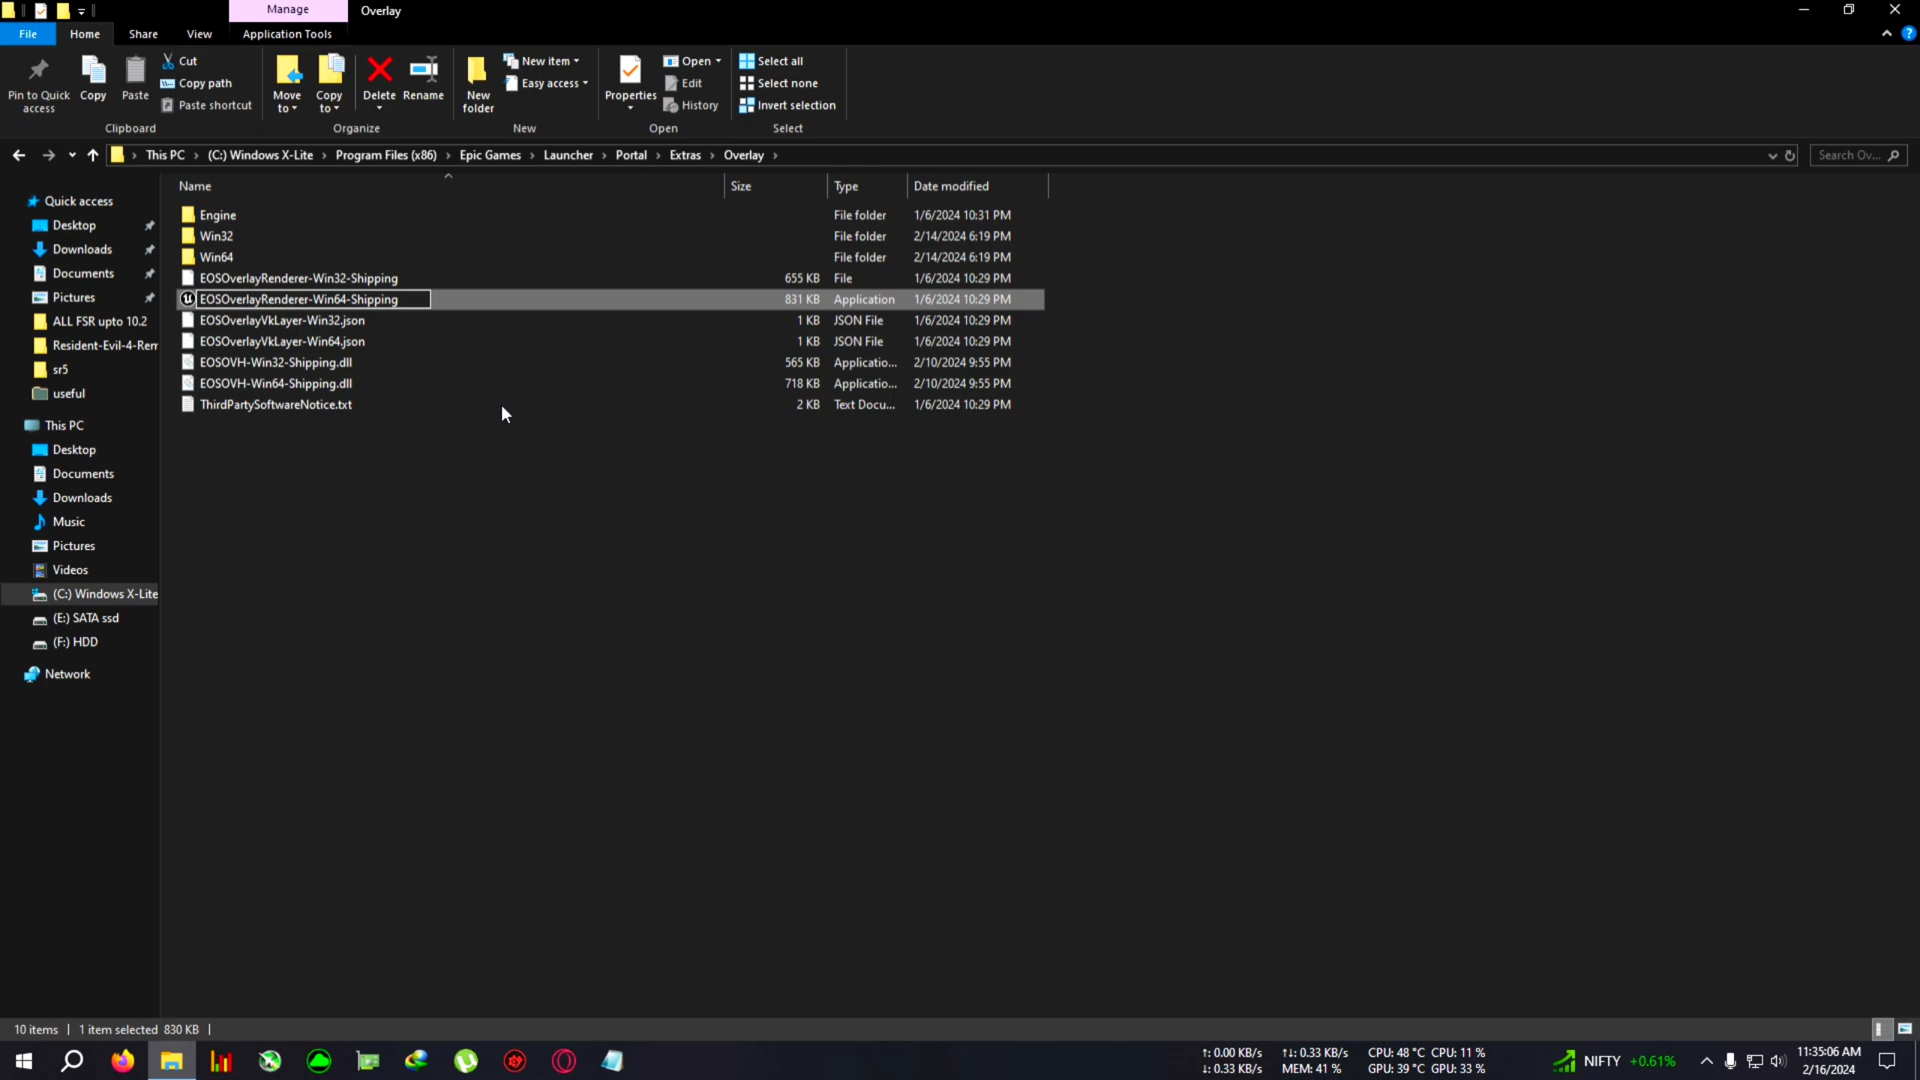 Manage
Overlay
File
Home
Share
View
Application Tools
Pin to Quick
access
Copy
Paste
Cut
Copy path
Paste shortcut
Clipboard
Move
to
Copy
to
Delete
Rename
Organize
New
folder
New item
Easy access
New
Properties
Open
Edit
History
Open
Select all
Select none
Invert selection
Select
This PC > (C:) Windows X-Lite > Program Files (x86) > Epic Games > Launcher > Portal > Extras > Overlay >
Search Ov...
Quick access
Desktop
Downloads
Documents
Pictures
ALL FSR upto 10.2
Resident-Evil-4-Rem
sr5
useful
This PC
Desktop
Documents
Downloads
Music
Pictures
Videos
(C:) Windows X-Lite
(E:) SATA ssd
(F:) HDD
Network
Name Size Type Date modified
Engine File folder 1/6/2024 10:31 PM
Win32 File folder 2/14/2024 6:19 PM
Win64 File folder 2/14/2024 6:19 PM
EOSOverlayRenderer-Win32-Shipping 655 KB File 1/6/2024 10:29 PM
EOSOverlayRenderer-Win64-Shipping 831 KB Application 1/6/2024 10:29 PM
EOSOverlayVkLayer-Win32.json 1 KB JSON File 1/6/2024 10:29 PM
EOSOverlayVkLayer-Win64.json 1 KB JSON File 1/6/2024 10:29 PM
EOSOVH-Win32-Shipping.dll 565 KB Applicatio... 2/10/2024 9:55 PM
EOSOVH-Win64-Shipping.dll 718 KB Applicatio... 2/10/2024 9:55 PM
ThirdPartySoftwareNotice.txt 2 KB Text Docu... 1/6/2024 10:29 PM
10 items | 1 item selected 830 KB |
↑: 0.00 KB/s ↑↓: 0.33 KB/s CPU: 48 °C CPU: 11 %
↓: 0.33 KB/s MEM: 41 % GPU: 39 °C GPU: 33 %
NIFTY +0.61%
11:35:06 AM
2/16/2024